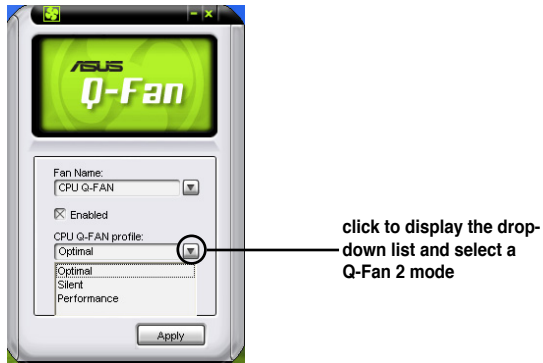 ASUS
Q-Fan
Fan Name:
CPU Q-FAN
Enabled
CPU Q-FAN profile:
Optimal
Optimal
Silent
Performance
Apply
click to display the drop-
down list and select a
Q-Fan 2 mode